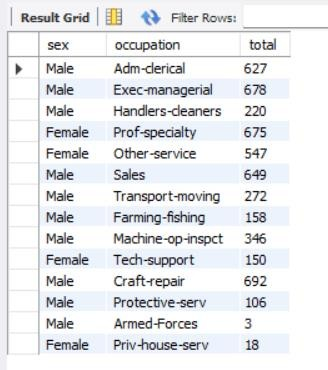 Result Grid Filter Rows:
sex occupation total
Male Adm-clerical 627
Male Exec-managerial 678
Male Handlers-cleaners 220
Female Prof-specialty 675
Female Other-service 547
Male Sales 649
Male Transport-moving 272
Male Farming-fishing 158
Male Machine-op-inspct 346
Female Tech-support 150
Male Craft-repair 692
Male Protective-serv 106
Male Armed-Forces 3
Female Priv-house-serv 18